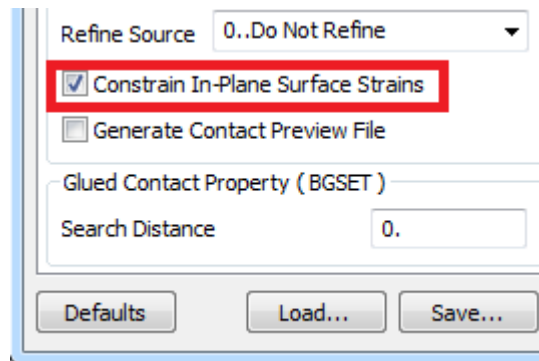 Refine Source 0..Do Not Refine
Constrain In-Plane Surface Strains
Generate Contact Preview File
Glued Contact Property ( BGSET )
Search Distance 0.
Defaults Load... Save...